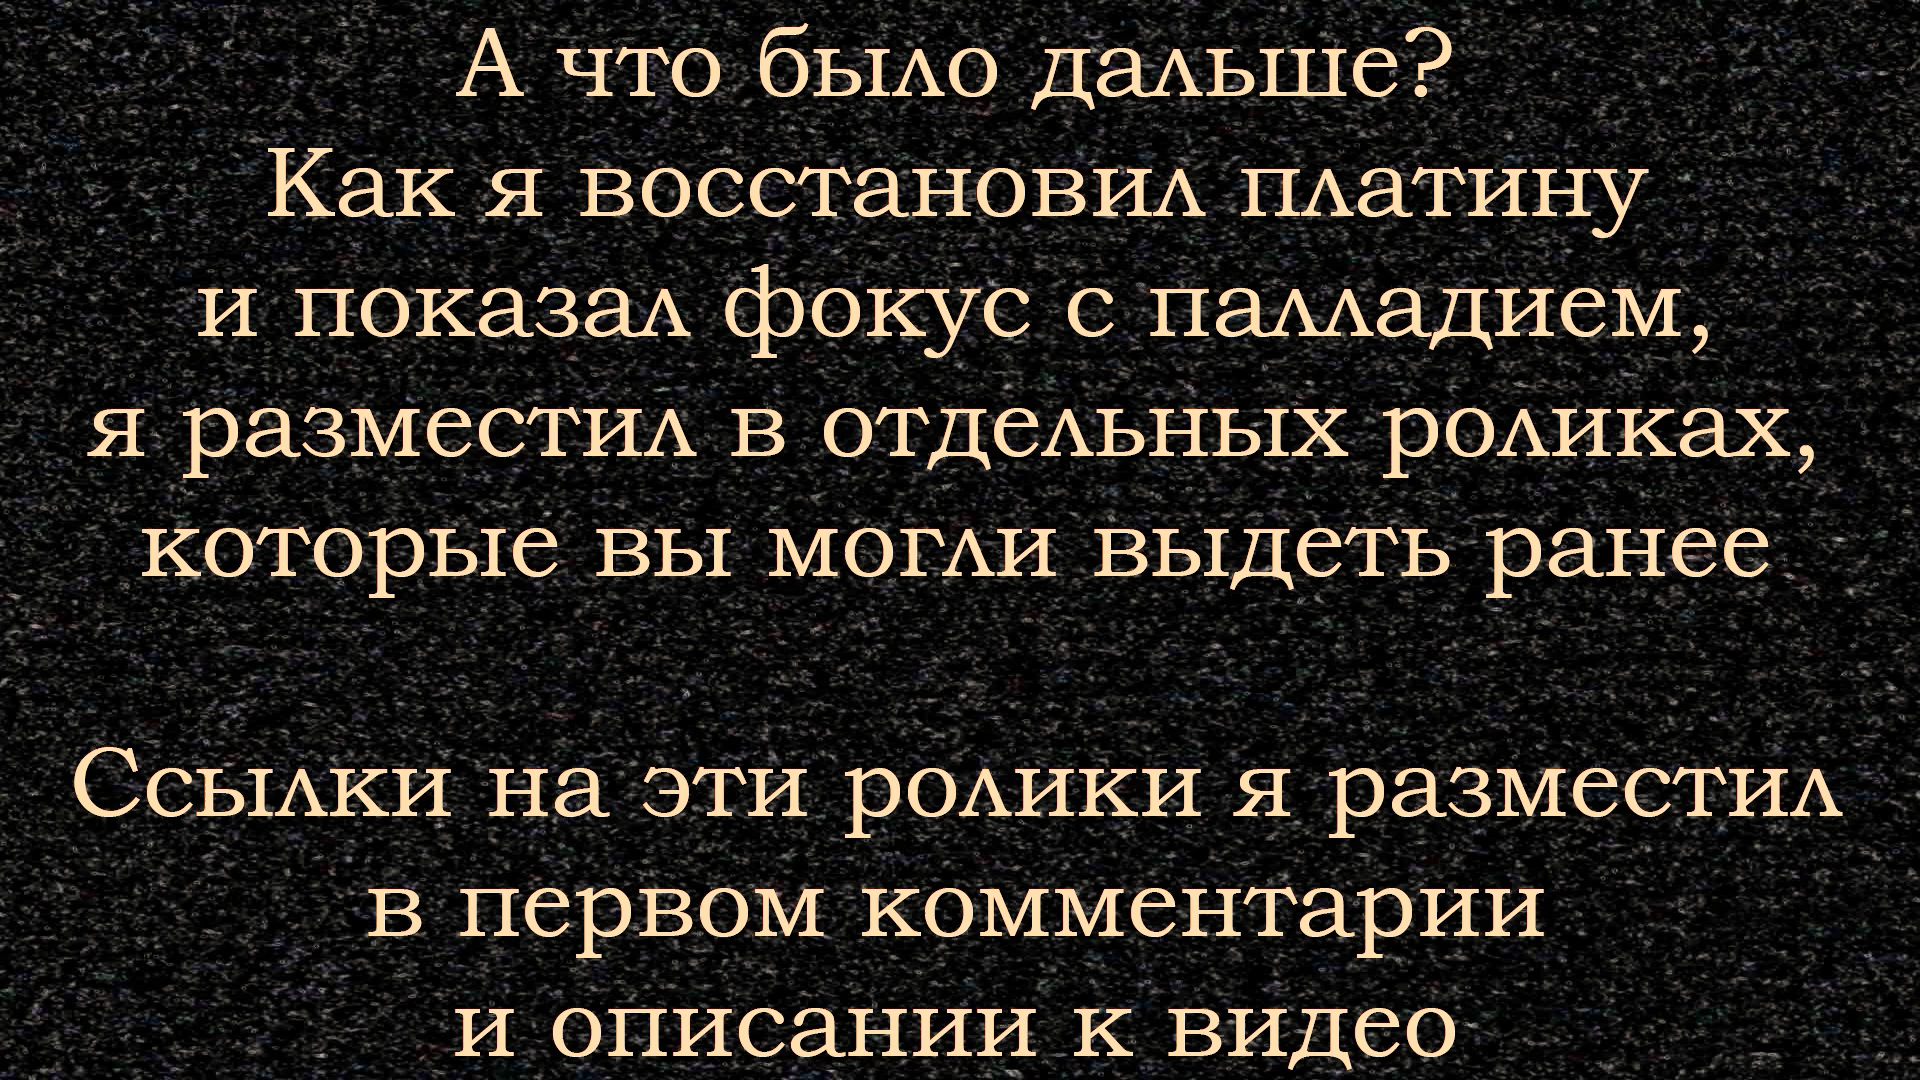 А что было дальше?
Как я восстановил платину
и показал фокус с палладием,
я разместил в отдельных роликах,
которые вы могли выдеть ранее
Ссылки на эти ролики я разместил
в первом комментарии
и описании к видео